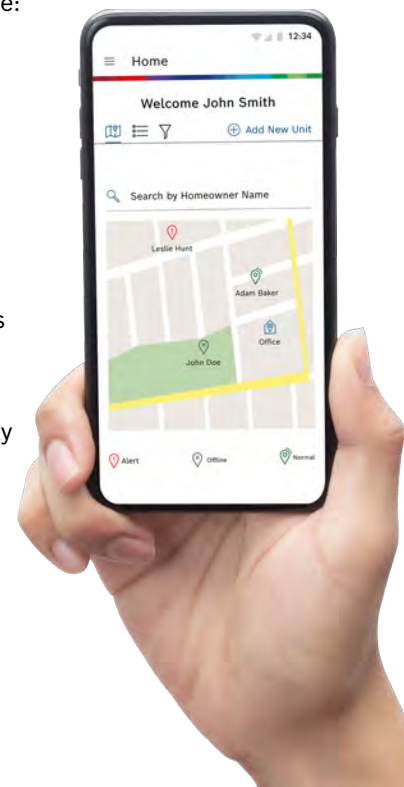 e:
12:34
Home
Welcome John Smith
Add New Unit
Search by Homeowner Name
Leslie Hunt
Adam Baker
Office
John Doe
s
y
Alert
Offline
Normal